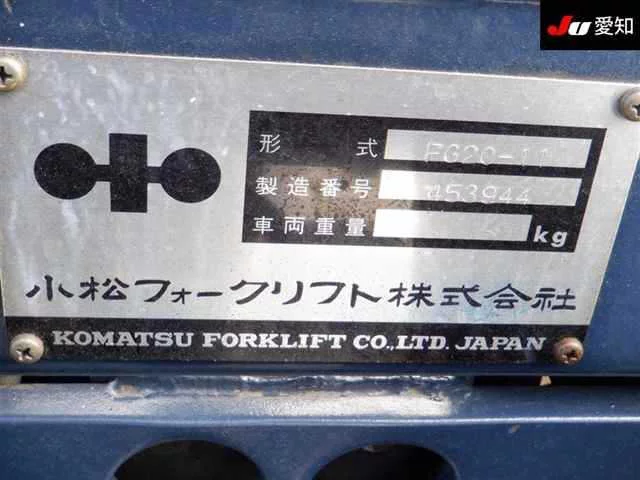 JU 愛知
形 式 FG20-11
製造番号 453944
車両重量 kg
小松フォークリフト株式会社
KOMATSU FORKLIFT CO.,LTD. JAPAN